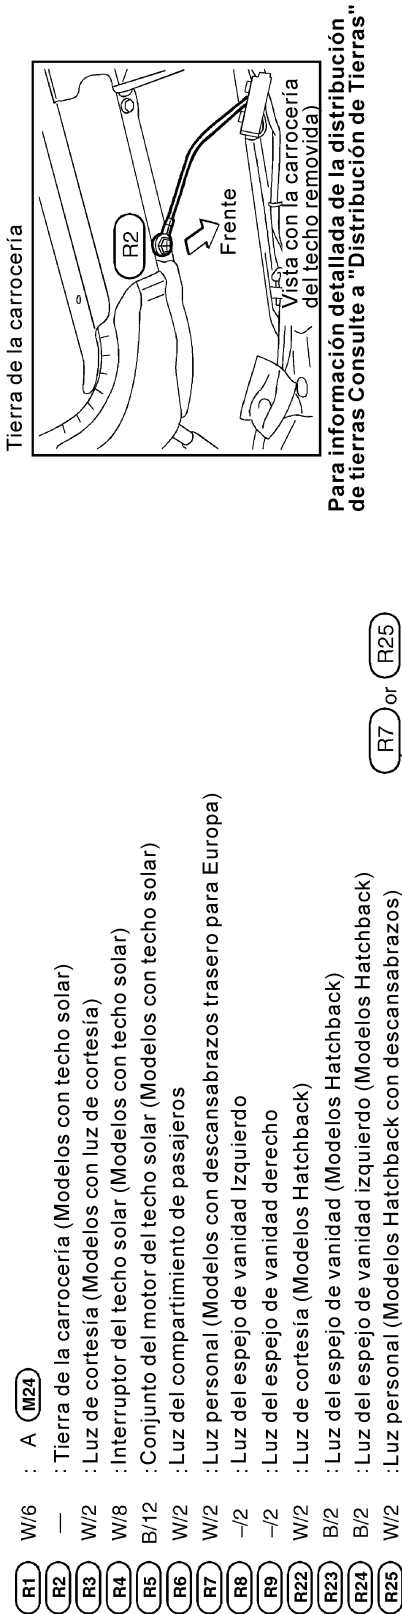 R1 W/6 : A M24
R2 — : Tierra de la carrocería (Modelos con techo solar)
R3 W/2 : Luz de cortesía (Modelos con luz de cortesía)
R4 W/8 : Interruptor del techo solar (Modelos con techo solar)
R5 B/12 : Conjunto del motor del techo solar (Modelos con techo solar)
R6 W/2 : Luz del compartimiento de pasajeros
R7 W/2 : Luz personal (Modelos con descansabrazos trasero para Europa)
R8 –/2 : Luz del espejo de vanidad Izquierdo
R9 –/2 : Luz del espejo de vanidad derecho
R22 W/2 : Luz de cortesía (Modelos Hatchback)
R23 B/2 : Luz del espejo de vanidad (Modelos Hatchback)
R24 B/2 : Luz del espejo de vanidad izquierdo (Modelos Hatchback)
R25 W/2 : Luz personal (Modelos Hatchback con descansabrazos)
R7 or R25
Tierra de la carrocería
R2
Frente
Vista con la carrocería
del techo removida)
Para información detallada de la distribución
de tierras Consulte a "Distribución de Tierras"